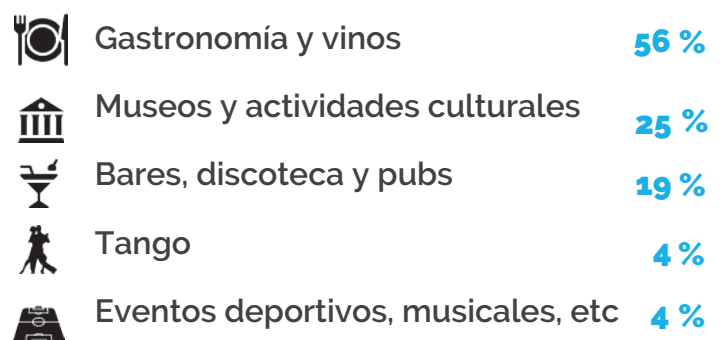 Gastronomía y vinos 56 %
Museos y actividades culturales 25 %
Bares, discoteca y pubs 19 %
Tango 4 %
Eventos deportivos, musicales, etc 4 %